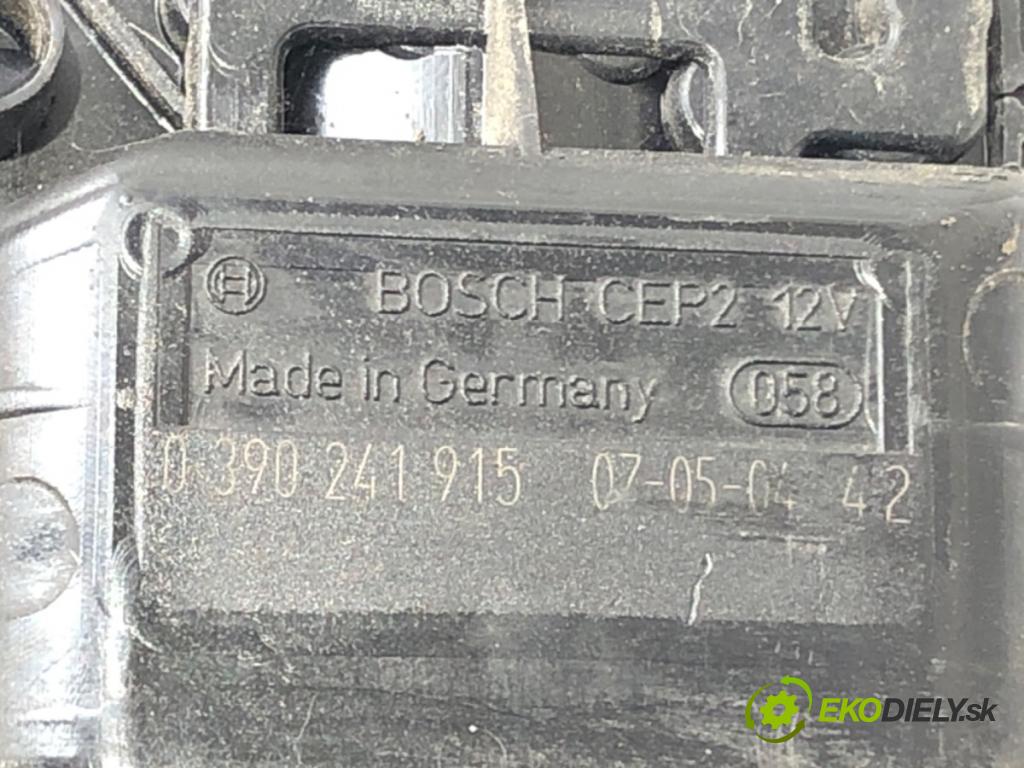 BOSCH CEP2 12V
Made in Germany 058
0 390 241 915 07-05-04 42
EKODIELY.sk